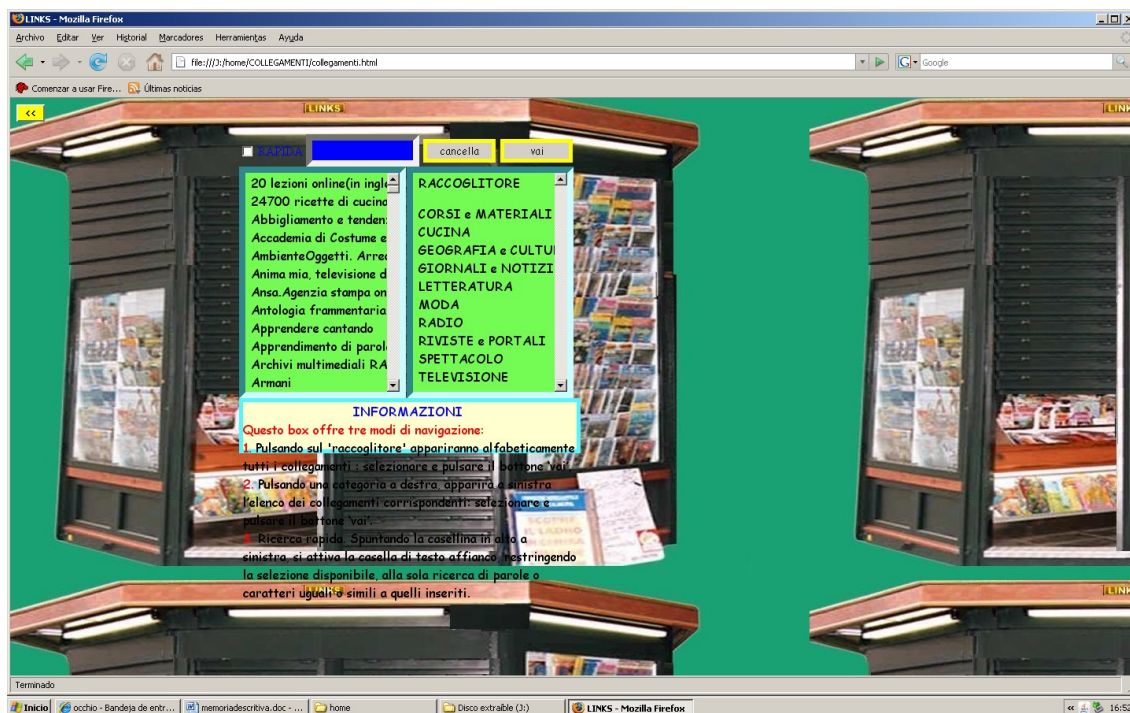 LINKS - Mozilla Firefox
Archivo Editar Ver Historial Marcadores Herramientas Ayuda
file:///J:/home/COLLEGAMENTI/collegamenti.html
Google
Comenzar a usar Fire... Últimas noticias
<<
LINKS
LINK
RAPIDA
cancella
vai
20 lezioni online(in ingle
24700 ricette di cucina
Abbigliamento e tenden
Accademia di Costume e
AmbienteOggetti. Arred
Anima mia, televisione d
Ansa.Agenzia stampa on
Antologia frammentaria
Apprendere cantando
Apprendimento di parol
Archivi multimediali RA
Armani
RACCOGLITORE
CORSI e MATERIALI
CUCINA
GEOGRAFIA e CULTU
GIORNALI e NOTIZI
LETTERATURA
MODA
RADIO
RIVISTE e PORTALI
SPETTACOLO
TELEVISIONE
INFORMAZIONI
Questo box offre tre modi di navigazione:
1. Pulsando sul 'raccoglitore' appariranno alfabeticamente
tutti i collegamenti : selezionare e pulsare il bottone 'vai'.
2. Pulsando una categoria a destra, apparirà a sinistra
l'elenco dei collegamenti corrispondenti: selezionare e
pulsare il bottone 'vai'.
3. Ricerca rapida. Spuntando la casellina in alto a
sinistra, si attiva la casella di testo affianco, restringendo
la selezione disponibile, alla sola ricerca di parole o
caratteri uguali o simili a quelli inseriti.
LINKS
LINK
SCOPRI
IL LADRO
Terminado
Inicio
occhio - Bandeja de entr...
memoriadescritiva.doc - ...
home
Disco extraíble (J:)
LINKS - Mozilla Firefox
« 16:52